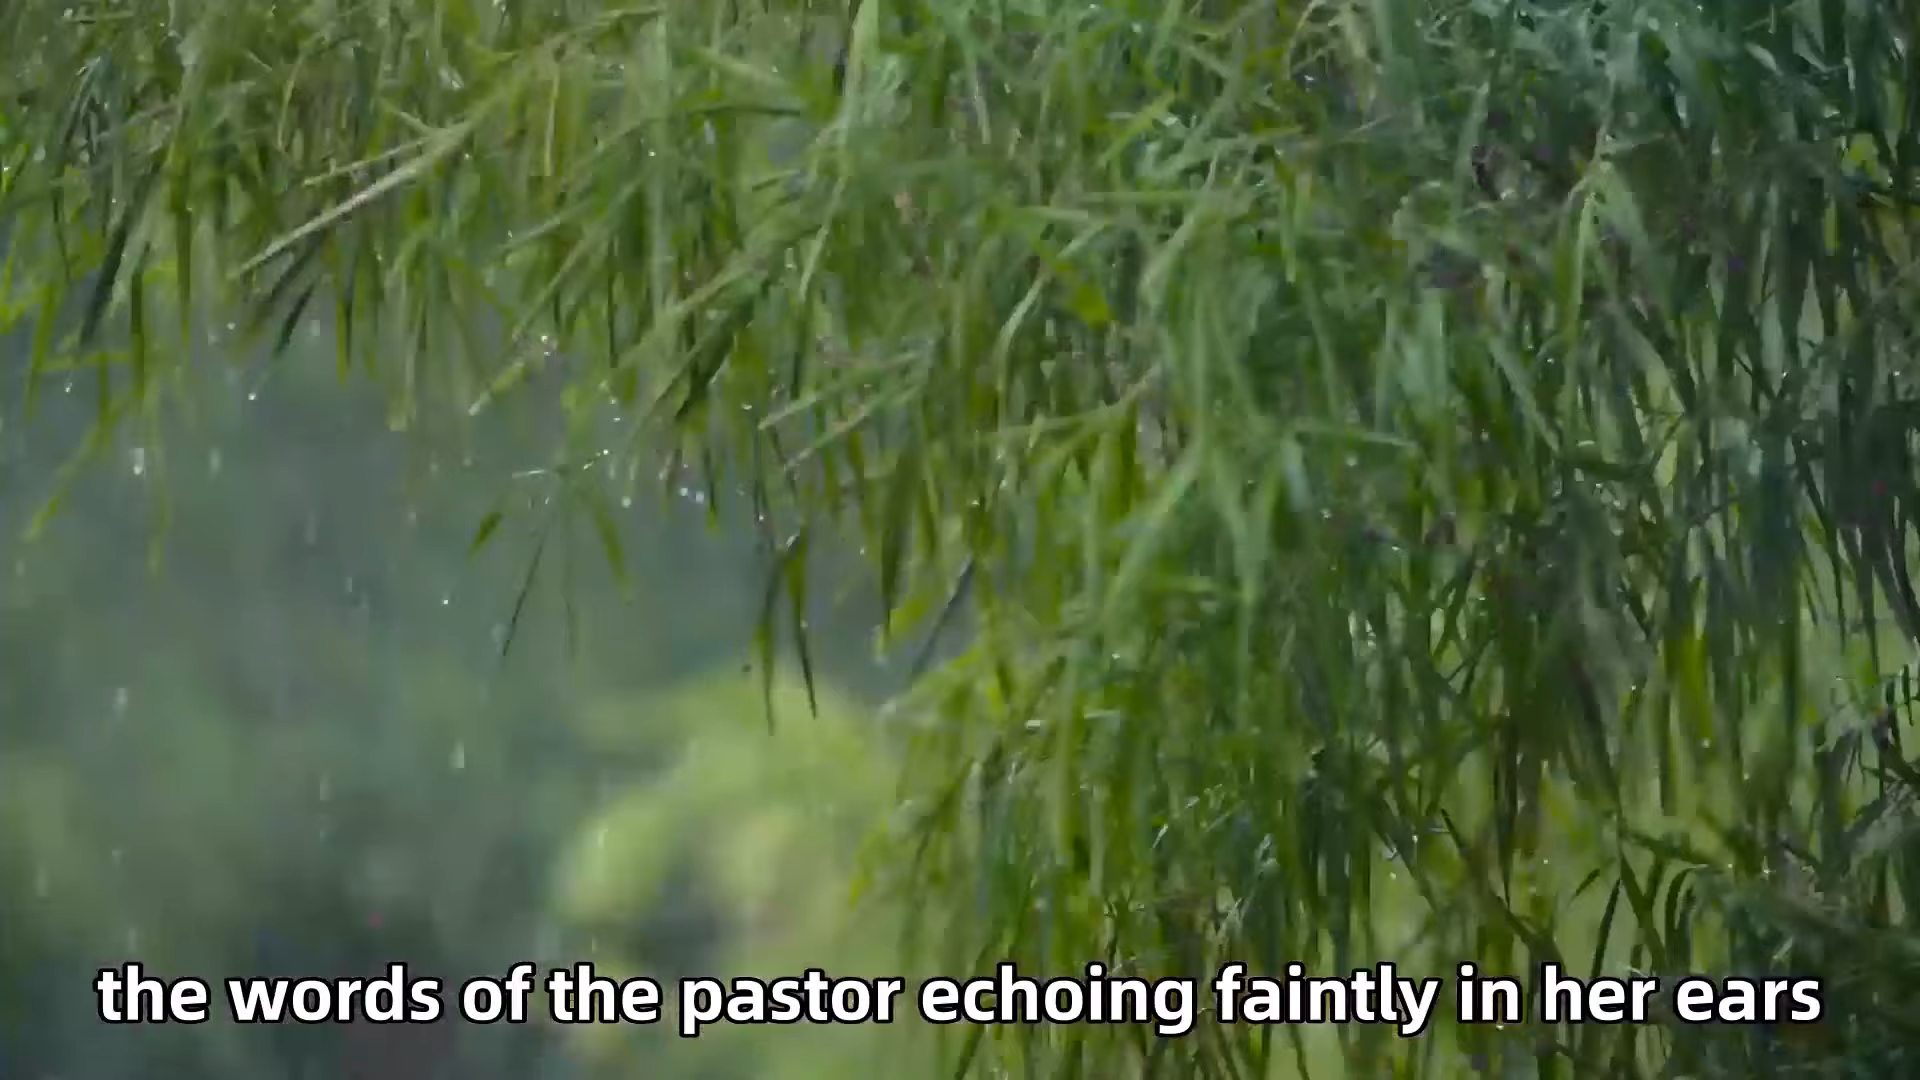 the words of the pastor echoing faintly in her ears